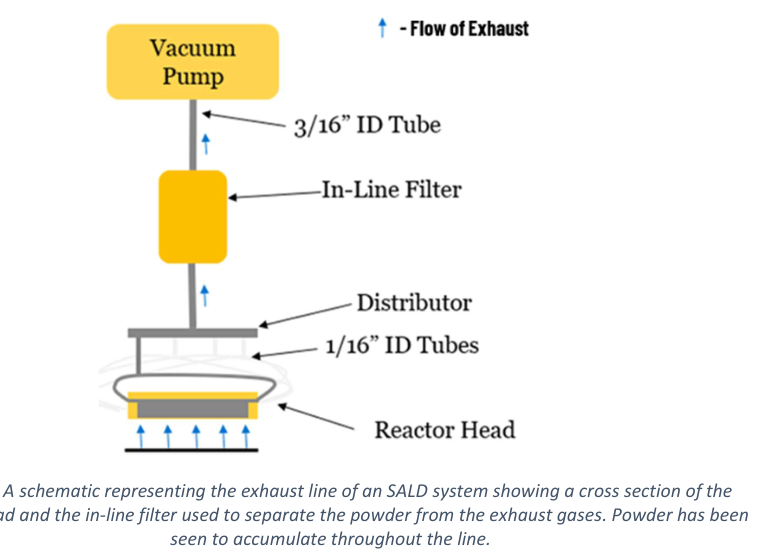 - Flow of Exhaust
Vacuum
Pump
3/16” ID Tube
In-Line Filter
Distributor
1/16” ID Tubes
Reactor Head
A schematic representing the exhaust line of an SALD system showing a cross section of the
and the in-line filter used to separate the powder from the exhaust gases. Powder has been
seen to accumulate throughout the line.